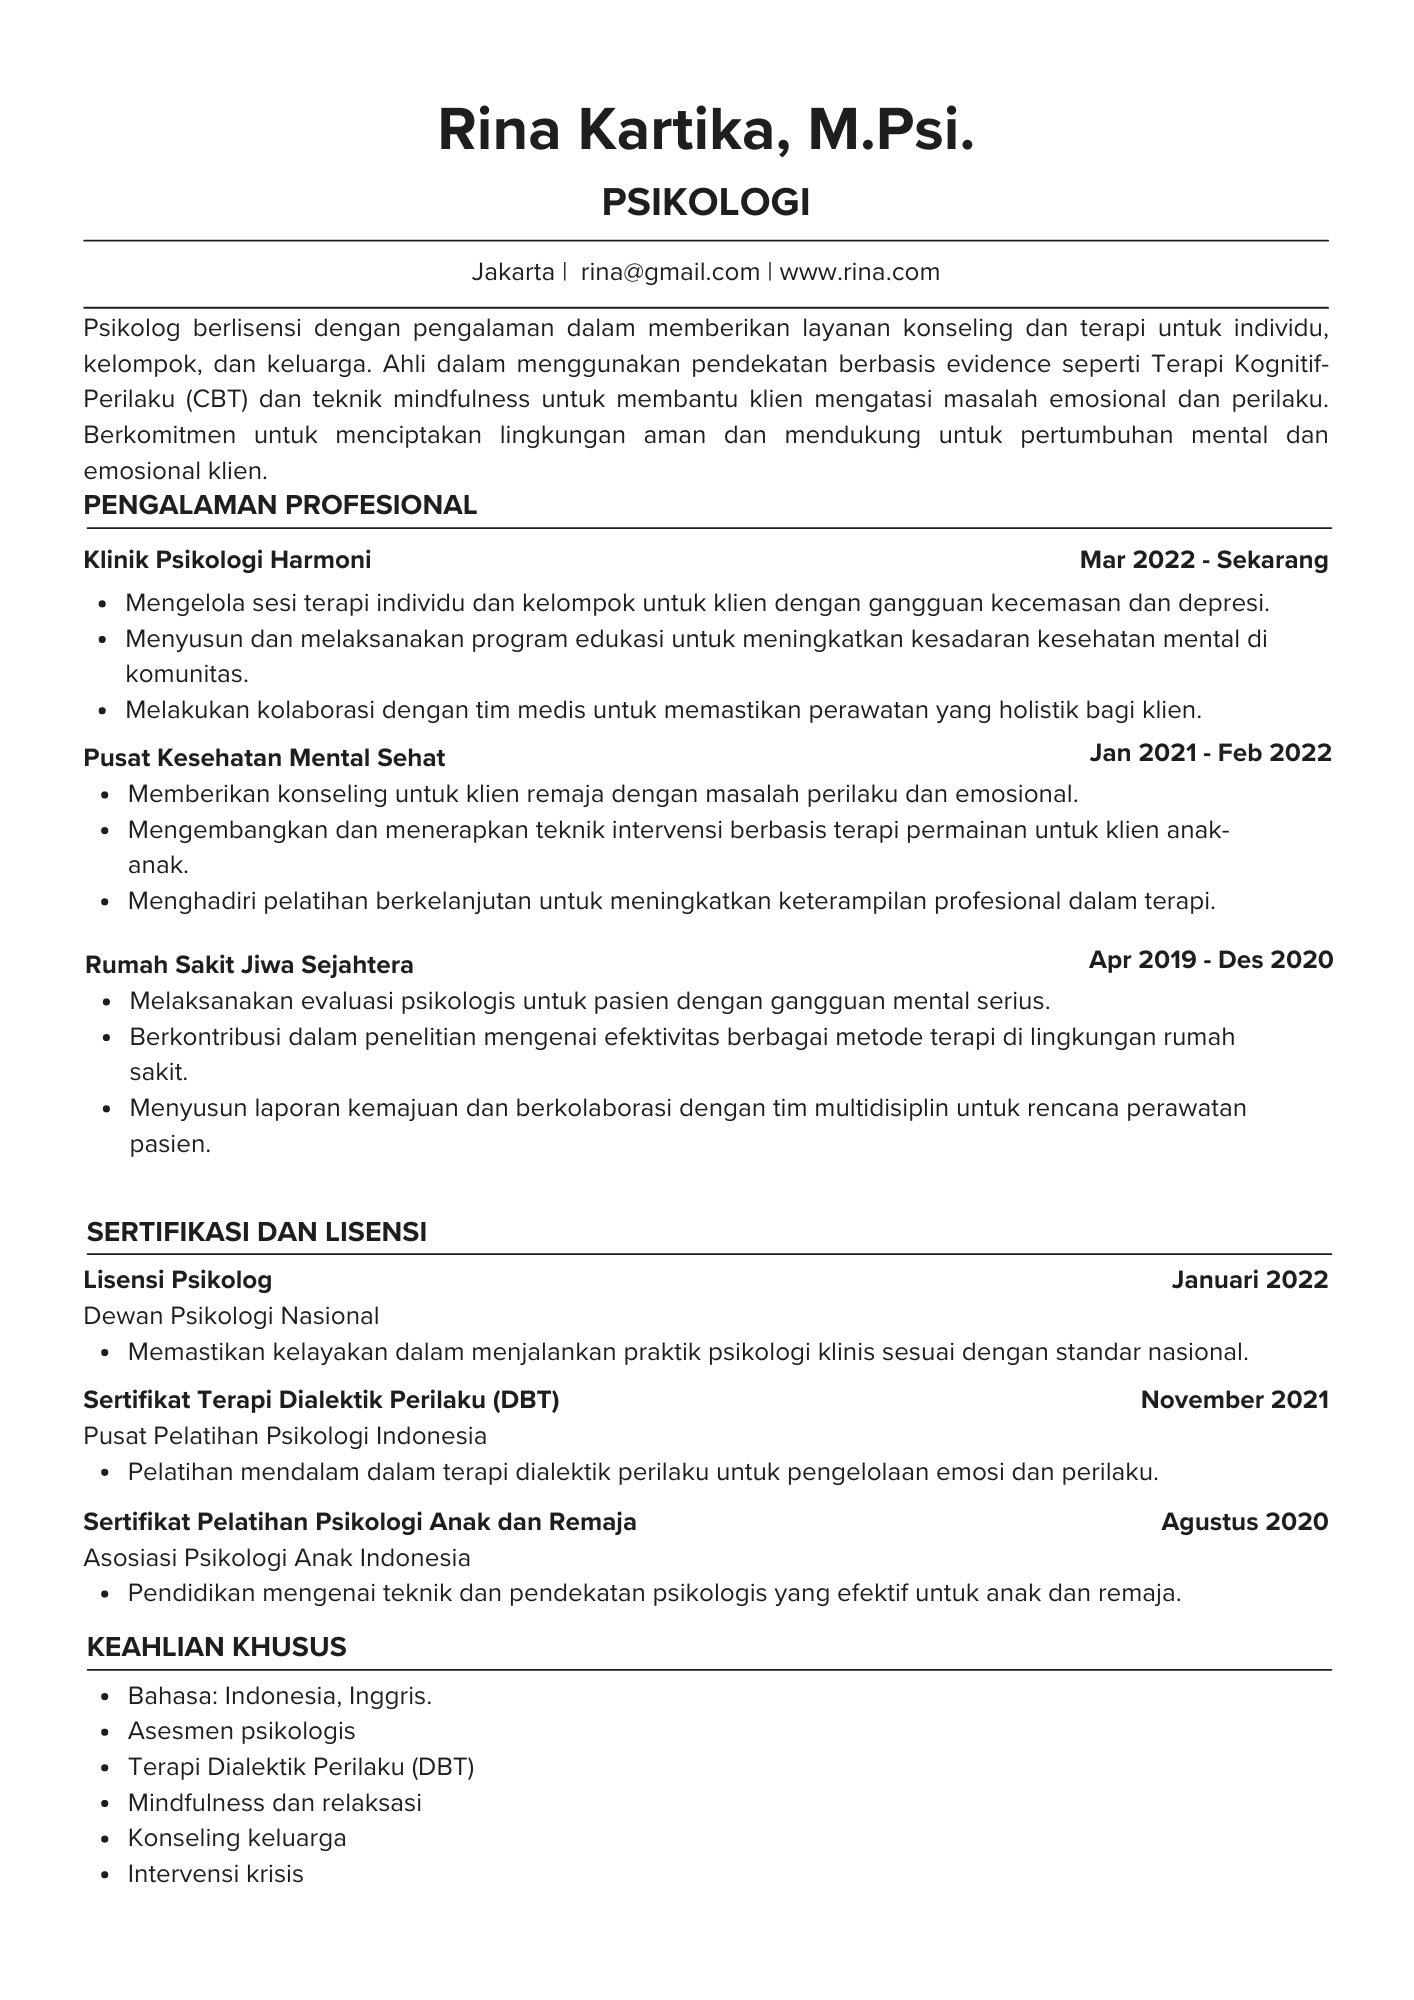 Rina Kartika, M.Psi.
PSIKOLOGI
Jakarta | rina@gmail.com | www.rina.com
Psikolog berlisensi dengan pengalaman dalam memberikan layanan konseling dan terapi untuk individu,
kelompok, dan keluarga. Ahli dalam menggunakan pendekatan berbasis evidence seperti Terapi Kognitif-
Perilaku (CBT) dan teknik mindfulness untuk membantu klien mengatasi masalah emosional dan perilaku.
Berkomitmen untuk menciptakan lingkungan aman dan mendukung untuk pertumbuhan mental dan
emosional klien.
PENGALAMAN PROFESIONAL
Klinik Psikologi Harmoni Mar 2022 - Sekarang
• Mengelola sesi terapi individu dan kelompok untuk klien dengan gangguan kecemasan dan depresi.
• Menyusun dan melaksanakan program edukasi untuk meningkatkan kesadaran kesehatan mental di
komunitas.
• Melakukan kolaborasi dengan tim medis untuk memastikan perawatan yang holistik bagi klien.
Pusat Kesehatan Mental Sehat Jan 2021 - Feb 2022
• Memberikan konseling untuk klien remaja dengan masalah perilaku dan emosional.
• Mengembangkan dan menerapkan teknik intervensi berbasis terapi permainan untuk klien anak-
anak.
• Menghadiri pelatihan berkelanjutan untuk meningkatkan keterampilan profesional dalam terapi.
Rumah Sakit Jiwa Sejahtera Apr 2019 - Des 2020
• Melaksanakan evaluasi psikologis untuk pasien dengan gangguan mental serius.
• Berkontribusi dalam penelitian mengenai efektivitas berbagai metode terapi di lingkungan rumah
sakit.
• Menyusun laporan kemajuan dan berkolaborasi dengan tim multidisiplin untuk rencana perawatan
pasien.
SERTIFIKASI DAN LISENSI
Lisensi Psikolog Januari 2022
Dewan Psikologi Nasional
• Memastikan kelayakan dalam menjalankan praktik psikologi klinis sesuai dengan standar nasional.
Sertifikat Terapi Dialektik Perilaku (DBT) November 2021
Pusat Pelatihan Psikologi Indonesia
• Pelatihan mendalam dalam terapi dialektik perilaku untuk pengelolaan emosi dan perilaku.
Sertifikat Pelatihan Psikologi Anak dan Remaja Agustus 2020
Asosiasi Psikologi Anak Indonesia
• Pendidikan mengenai teknik dan pendekatan psikologis yang efektif untuk anak dan remaja.
KEAHLIAN KHUSUS
• Bahasa: Indonesia, Inggris.
• Asesmen psikologis
• Terapi Dialektik Perilaku (DBT)
• Mindfulness dan relaksasi
• Konseling keluarga
• Intervensi krisis